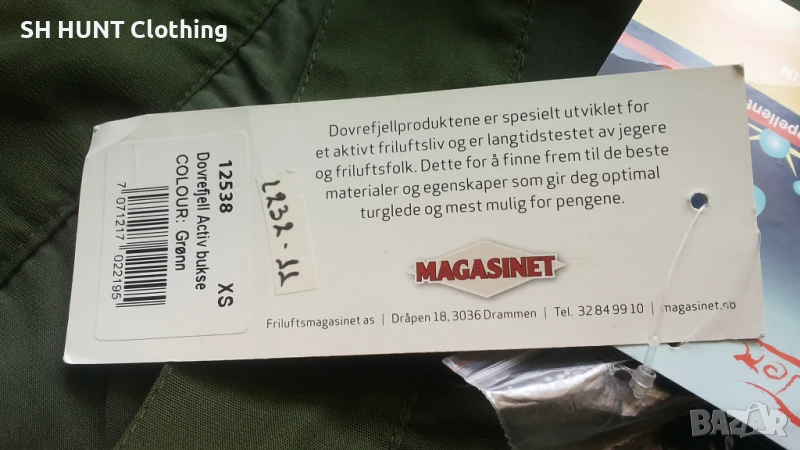 SH HUNT Clothing
Dovrefjellproduktene er spesielt utviklet for
et aktivt friluftsliv og er langtidstestet av jegere
og friluftsfolk. Dette for å finne frem til de beste
materialer og egenskaper som gir deg optimal
turglede og mest mulig for pengene.
MAGASINET
Friluftsmagasinet as | Dråpen 18, 3036 Drammen | Tel. 32 84 99 10 | magasinet.no
12538 XS
Dovrefjell Activ bukse
COLOUR: Grønn
7 071217 022195
L232-11
pellent
BAZAR